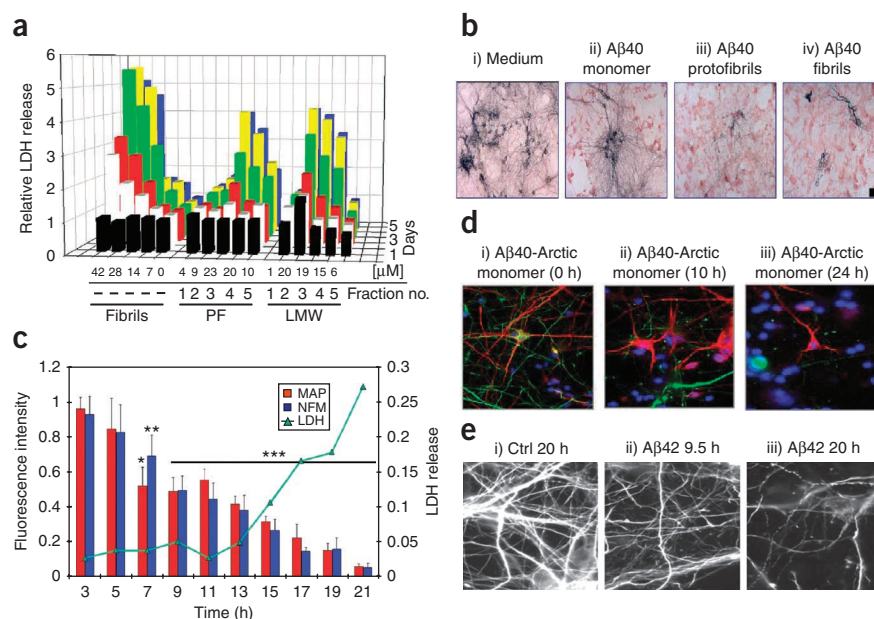 a
Relative LDH release
6
5
4
3
2
1
0
5
3
1
Days
42 28 14 7 0 4 9 23 20 10 1 20 19 15 6 [μM]
– – – – – 1 2 3 4 5 1 2 3 4 5 Fraction no.
Fibrils PF LMW
b
i) Medium
ii) Aβ40
monomer
iii) Aβ40
protofibrils
iv) Aβ40
fibrils
c
Fluorescence intensity
1.2
1
0.8
0.6
0.4
0.2
0
MAP
NFM
LDH
*
**
***
0.3
0.25
0.2
0.15
0.1
0.05
0
LDH release
3 5 7 9 11 13 15 17 19 21
Time (h)
d
i) Aβ40-Arctic
monomer (0 h)
ii) Aβ40-Arctic
monomer (10 h)
iii) Aβ40-Arctic
monomer (24 h)
e
i) Ctrl 20 h
ii) Aβ42 9.5 h
iii) Aβ42 20 h